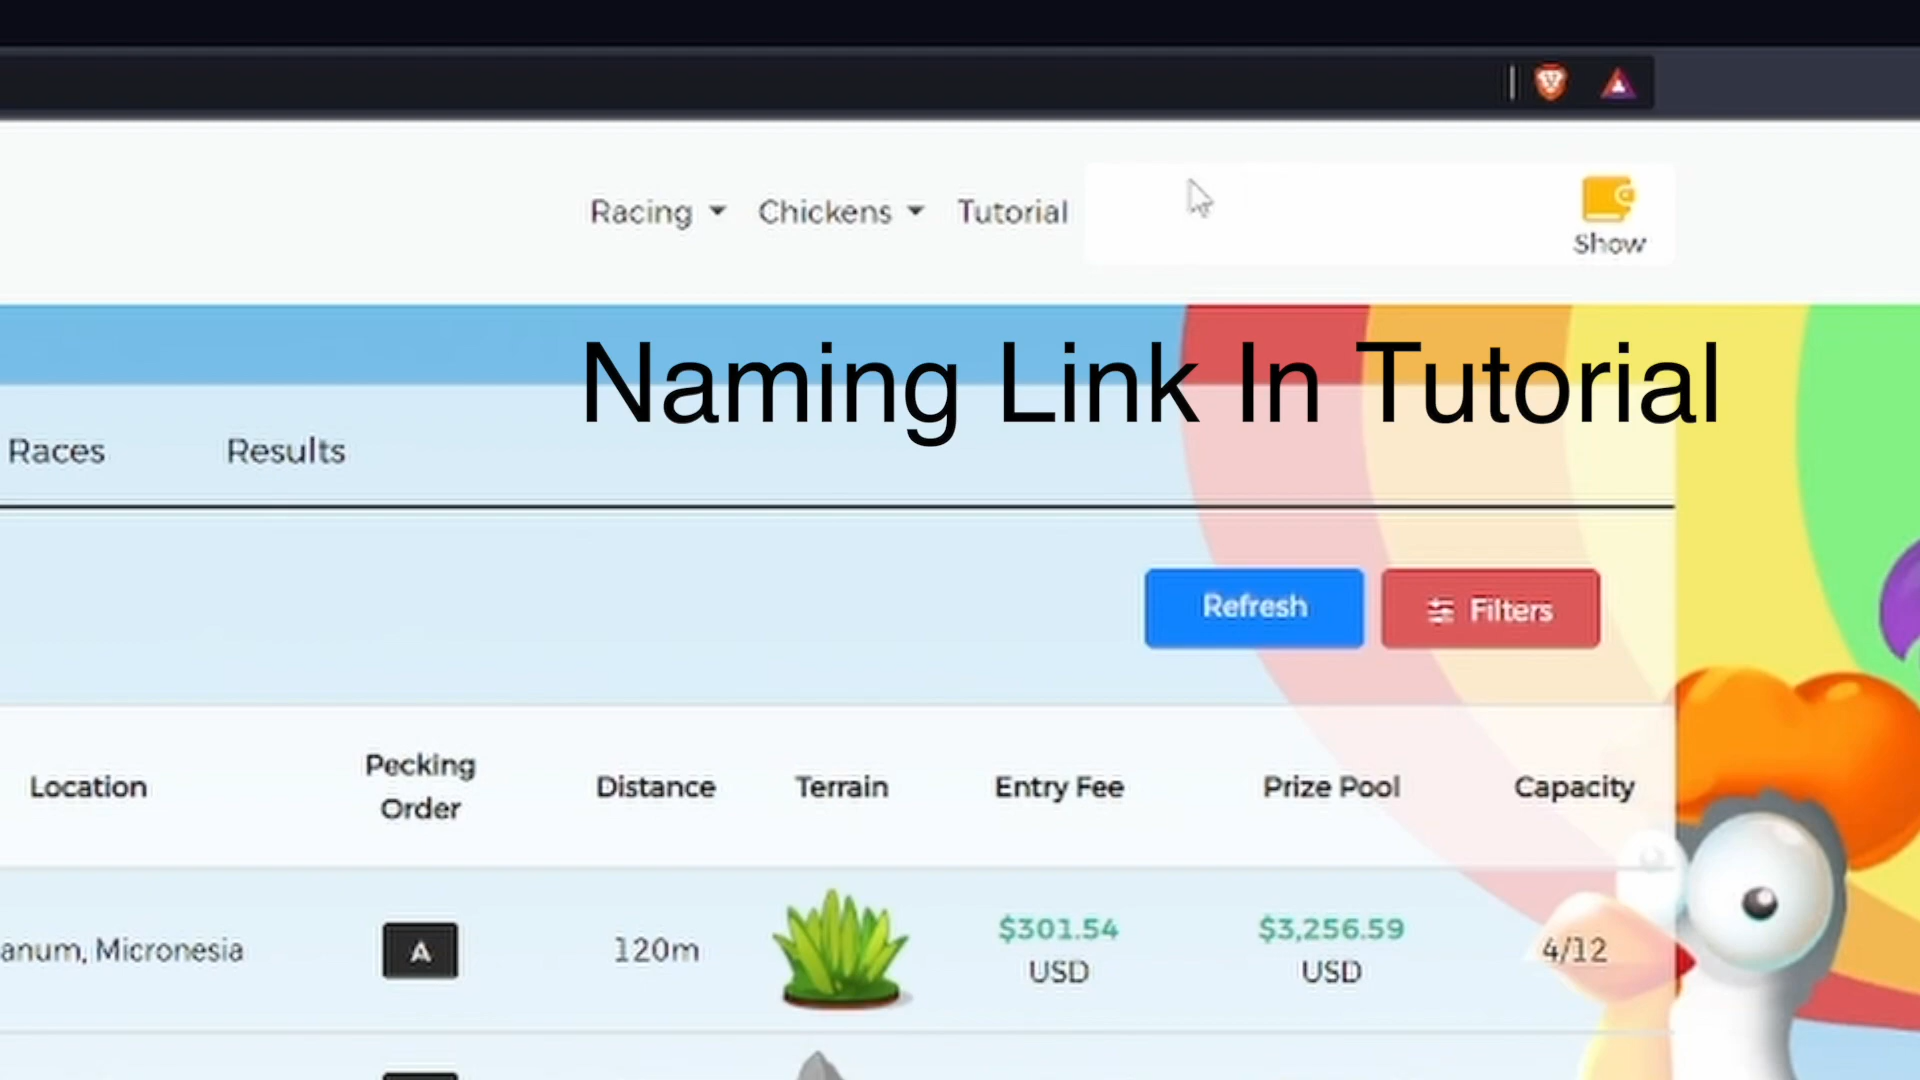 Racing Chickens Tutorial
Show
Naming Link In Tutorial
Races Results
Refresh Filters
Location Pecking Order Distance Terrain Entry Fee Prize Pool Capacity
anum, Micronesia A 120m $301.54 USD $3,256.59 USD 4/12